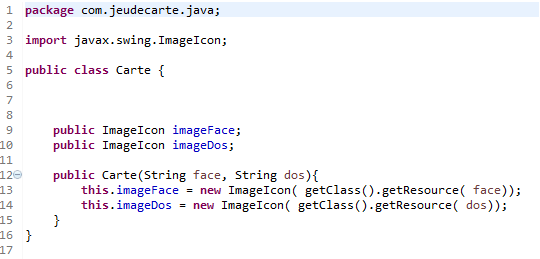 1 package com.jeudecarte.java;
2
3 import javax.swing.ImageIcon;
4
5 public class Carte {
6
7
8
9 public ImageIcon imageFace;
10 public ImageIcon imageDos;
11
12 public Carte(String face, String dos){
13 this.imageFace = new ImageIcon( getClass().getResource( face));
14 this.imageDos = new ImageIcon( getClass().getResource( dos));
15 }
16 }
17